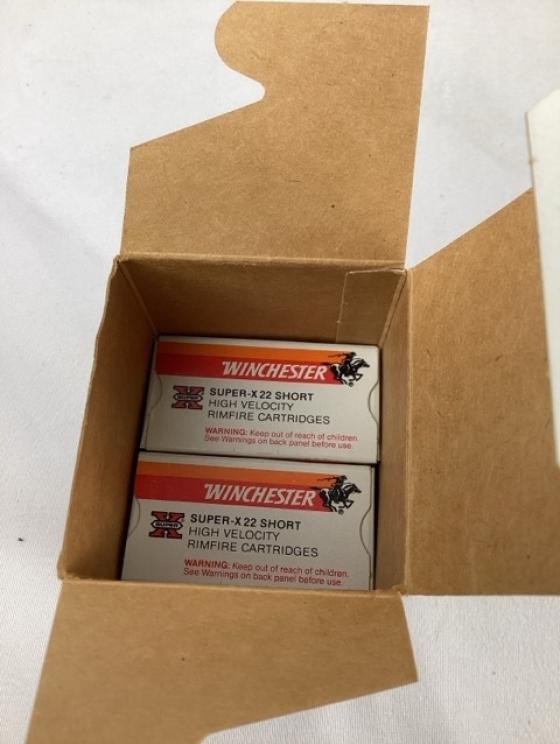 WINCHESTER
®
X
SUPER
SUPER-X 22 SHORT
HIGH VELOCITY
RIMFIRE CARTRIDGES
WARNING: Keep out of reach of children.
See Warnings on back panel before use.
WINCHESTER
®
X
SUPER
SUPER-X 22 SHORT
HIGH VELOCITY
RIMFIRE CARTRIDGES
WARNING: Keep out of reach of children.
See Warnings on back panel before use.